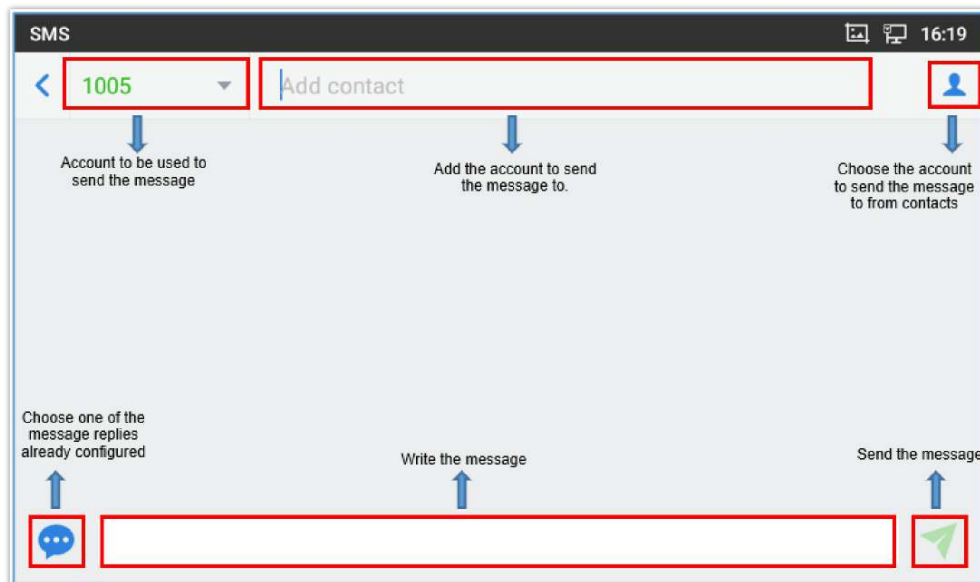 SMS
16:19
1005
Add contact
Account to be used to
send the message
Add the account to send
the message to.
Choose the account
to send the message
to from contacts
Choose one of the
message replies
already configured
Write the message
Send the message